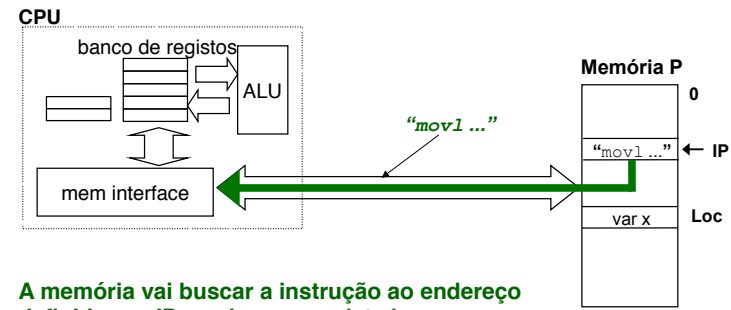 CPU
banco de registos
ALU
mem interface
“movl …”
Memória P
0
“movl …”
IP
var x
Loc
A memória vai buscar a instrução ao endereço